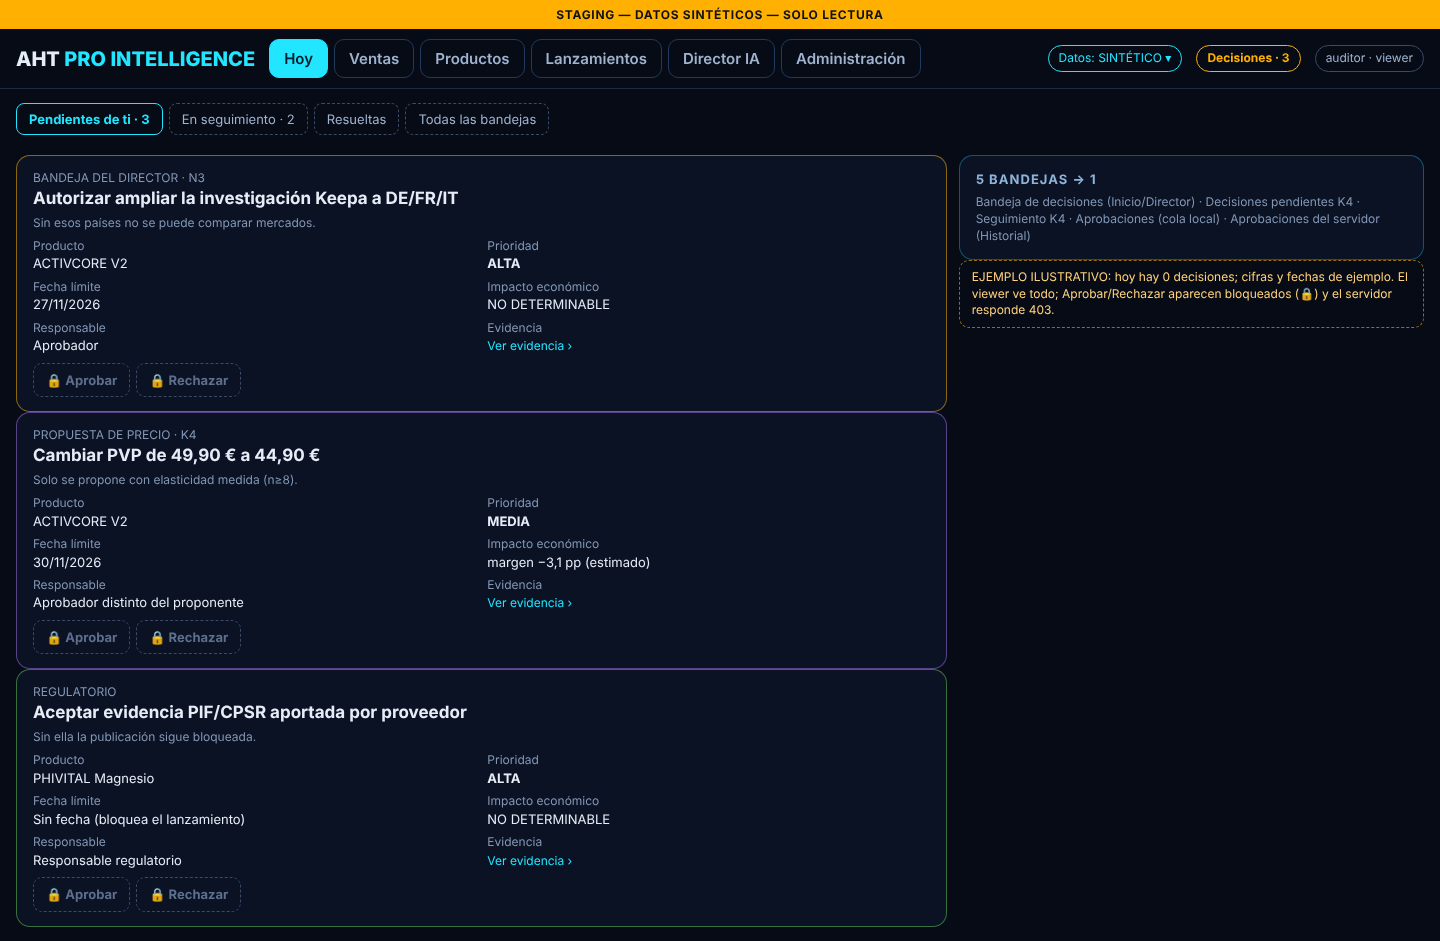 STAGING — DATOS SINTÉTICOS — SOLO LECTURA
AHT PRO INTELLIGENCE
Hoy
Ventas
Productos
Lanzamientos
Director IA
Administración
Datos: SINTÉTICO ▾
Decisiones · 3
auditor · viewer
Pendientes de ti · 3
En seguimiento · 2
Resueltas
Todas las bandejas
BANDEJA DEL DIRECTOR · N3
Autorizar ampliar la investigación Keepa a DE/FR/IT
Sin esos países no se puede comparar mercados.
Producto
ACTIVCORE V2
Prioridad
ALTA
Fecha límite
27/11/2026
Impacto económico
NO DETERMINABLE
Responsable
Aprobador
Evidencia
Ver evidencia ›
🔒 Aprobar
🔒 Rechazar
PROPUESTA DE PRECIO · K4
Cambiar PVP de 49,90 € a 44,90 €
Solo se propone con elasticidad medida (n≥8).
Producto
ACTIVCORE V2
Prioridad
MEDIA
Fecha límite
30/11/2026
Impacto económico
margen −3,1 pp (estimado)
Responsable
Aprobador distinto del proponente
Evidencia
Ver evidencia ›
🔒 Aprobar
🔒 Rechazar
REGULATORIO
Aceptar evidencia PIF/CPSR aportada por proveedor
Sin ella la publicación sigue bloqueada.
Producto
PHIVITAL Magnesio
Prioridad
ALTA
Fecha límite
Sin fecha (bloquea el lanzamiento)
Impacto económico
NO DETERMINABLE
Responsable
Responsable regulatorio
Evidencia
Ver evidencia ›
🔒 Aprobar
🔒 Rechazar
5 BANDEJAS → 1
Bandeja de decisiones (Inicio/Director) · Decisiones pendientes K4 ·
Seguimiento K4 · Aprobaciones (cola local) · Aprobaciones del servidor
(Historial)
EJEMPLO ILUSTRATIVO: hoy hay 0 decisiones; cifras y fechas de ejemplo. El
viewer ve todo; Aprobar/Rechazar aparecen bloqueados (🔒) y el servidor
responde 403.